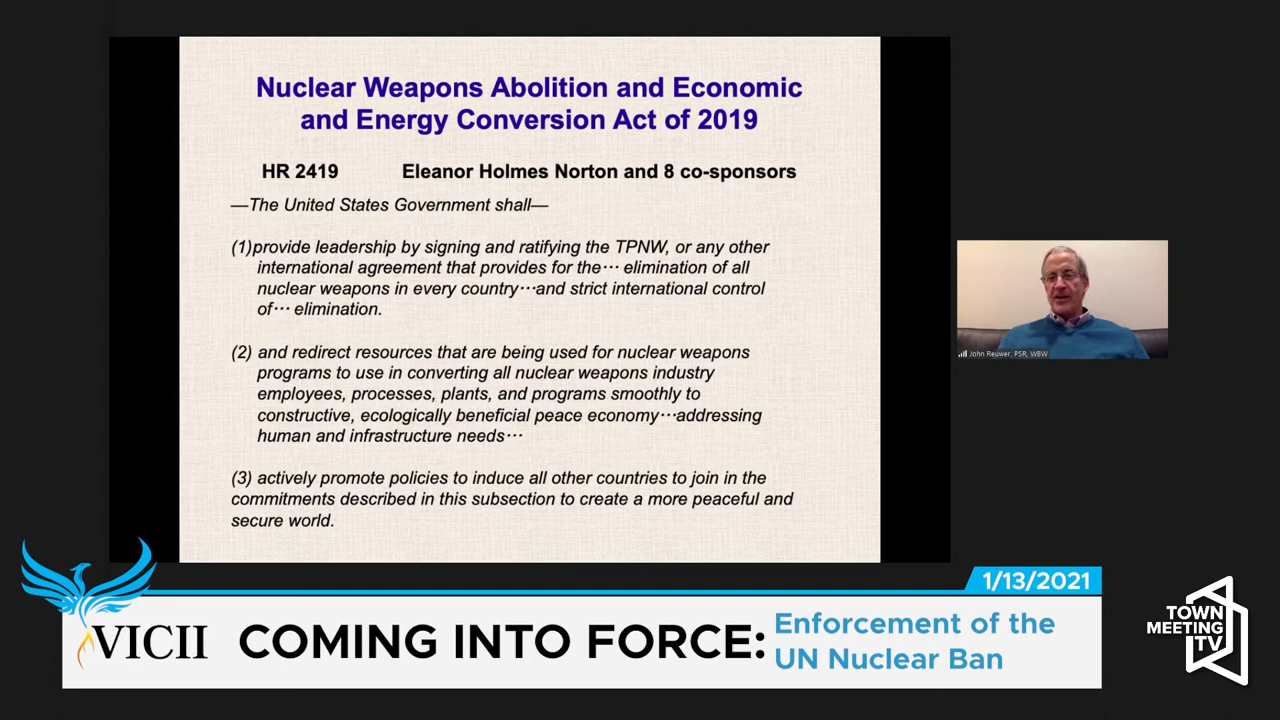 Nuclear Weapons Abolition and Economic
and Energy Conversion Act of 2019
HR 2419 Eleanor Holmes Norton and 8 co-sponsors
—The United States Government shall—
(1)provide leadership by signing and ratifying the TPNW, or any other
international agreement that provides for the⋯ elimination of all
nuclear weapons in every country⋯and strict international control
of⋯ elimination.
(2) and redirect resources that are being used for nuclear weapons
programs to use in converting all nuclear weapons industry
employees, processes, plants, and programs smoothly to
constructive, ecologically beneficial peace economy⋯addressing
human and infrastructure needs⋯
(3) actively promote policies to induce all other countries to join in the
commitments described in this subsection to create a more peaceful and
secure world.
John Reuwer, PSR, WBW
1/13/2021
VICII
COMING INTO FORCE:
Enforcement of the
UN Nuclear Ban
TOWN
MEETING
TV